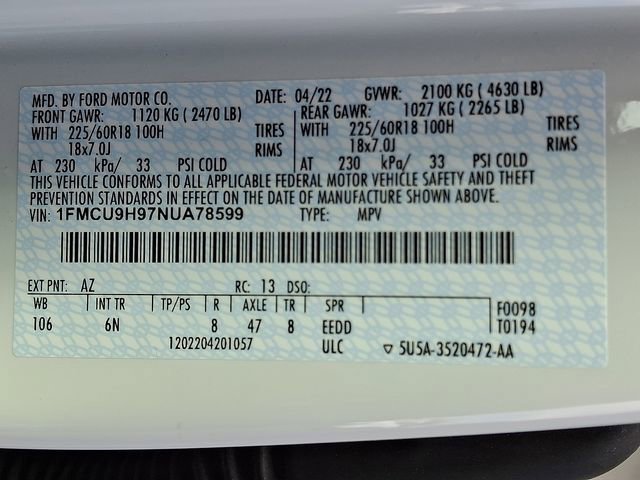 MFD. BY FORD MOTOR CO. DATE: 04/22 GVWR: 2100 KG ( 4630 LB)
FRONT GAWR: 1120 KG ( 2470 LB) REAR GAWR: 1027 KG ( 2265 LB)
WITH 225/60R18 100H TIRES WITH 225/60R18 100H TIRES
18x7.0J RIMS 18x7.0J RIMS
AT 230 kPa/ 33 PSI COLD AT 230 kPa/ 33 PSI COLD
THIS VEHICLE CONFORMS TO ALL APPLICABLE FEDERAL MOTOR VEHICLE SAFETY AND THEFT
PREVENTION STANDARDS IN EFFECT ON THE DATE OF MANUFACTURE SHOWN ABOVE.
VIN: 1FMCU9H97NUA78599 TYPE: MPV
EXT PNT: AZ RC: 13 DSO:
WB INT TR TP/PS R AXLE TR SPR F0098
106 6N 8 47 8 EEDD T0194
1202204201057 ULC ▽ 5U5A-3520472-AA